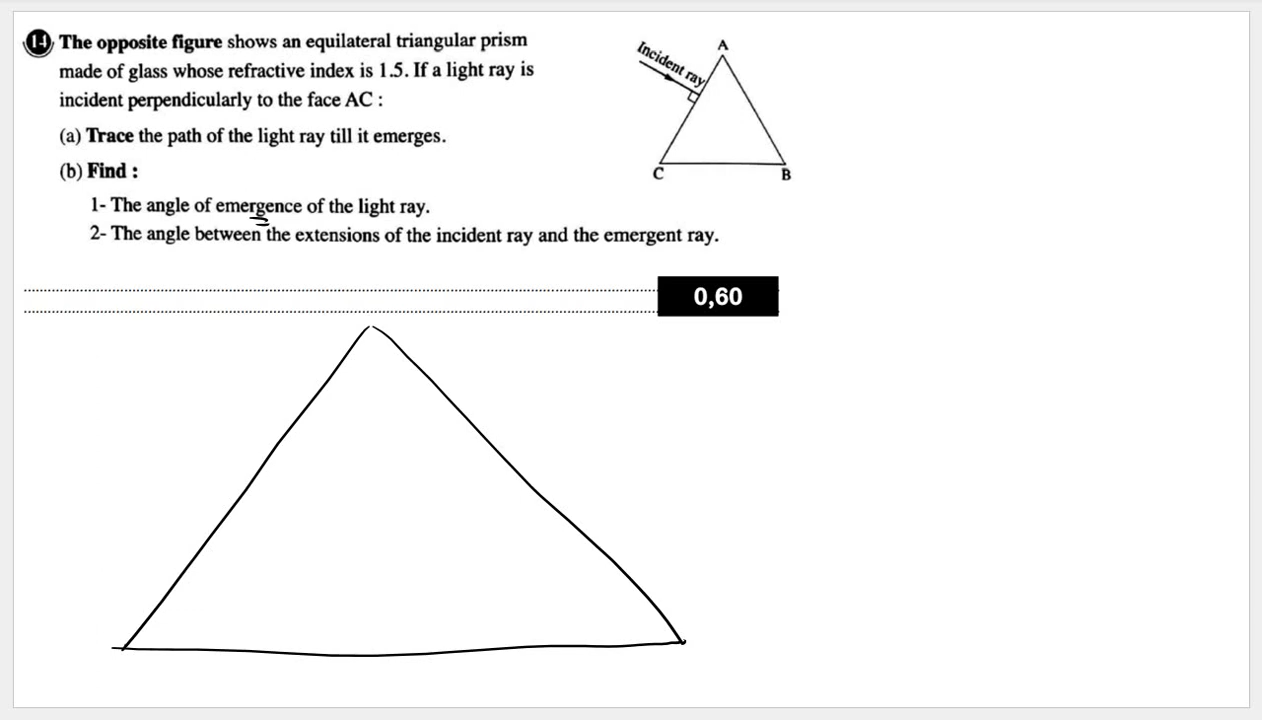 14 The opposite figure shows an equilateral triangular prism
made of glass whose refractive index is 1.5. If a light ray is
incident perpendicularly to the face AC :
(a) Trace the path of the light ray till it emerges.
(b) Find :
1- The angle of emergence of the light ray.
2- The angle between the extensions of the incident ray and the emergent ray.
Incident ray
A
C
B
0,60